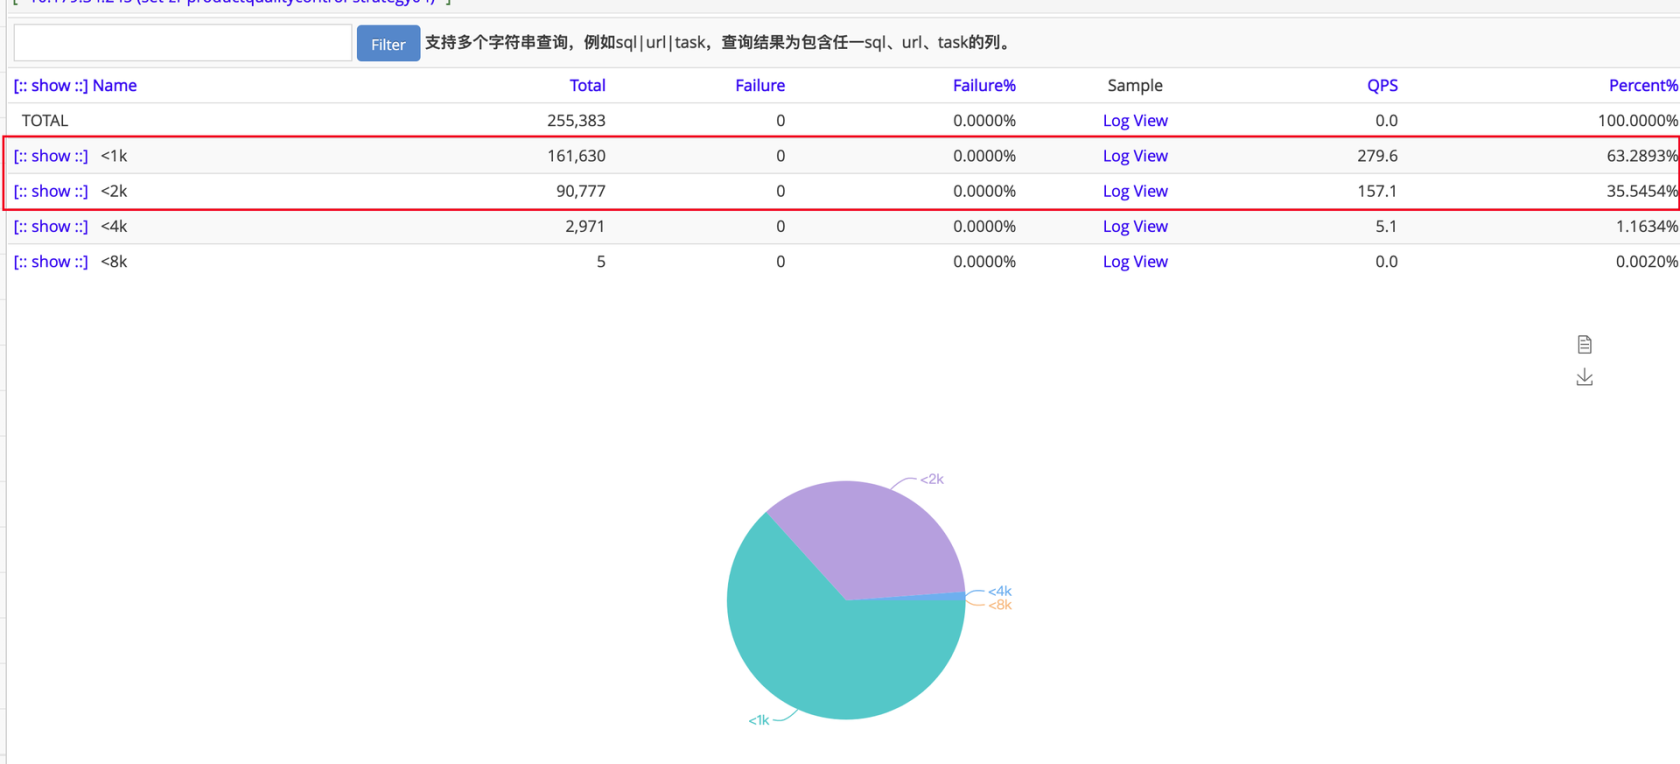 Filter 支持多个字符串查询，例如sql|url|task，查询结果为包含任一sql、url、task的列。
[:: show ::] Name Total Failure Failure% Sample QPS Percent%
TOTAL 255,383 0 0.0000% Log View 0.0 100.0000%
[:: show ::] <1k 161,630 0 0.0000% Log View 279.6 63.2893%
[:: show ::] <2k 90,777 0 0.0000% Log View 157.1 35.5454%
[:: show ::] <4k 2,971 0 0.0000% Log View 5.1 1.1634%
[:: show ::] <8k 5 0 0.0000% Log View 0.0 0.0020%
<2k
<4k
<8k
<1k